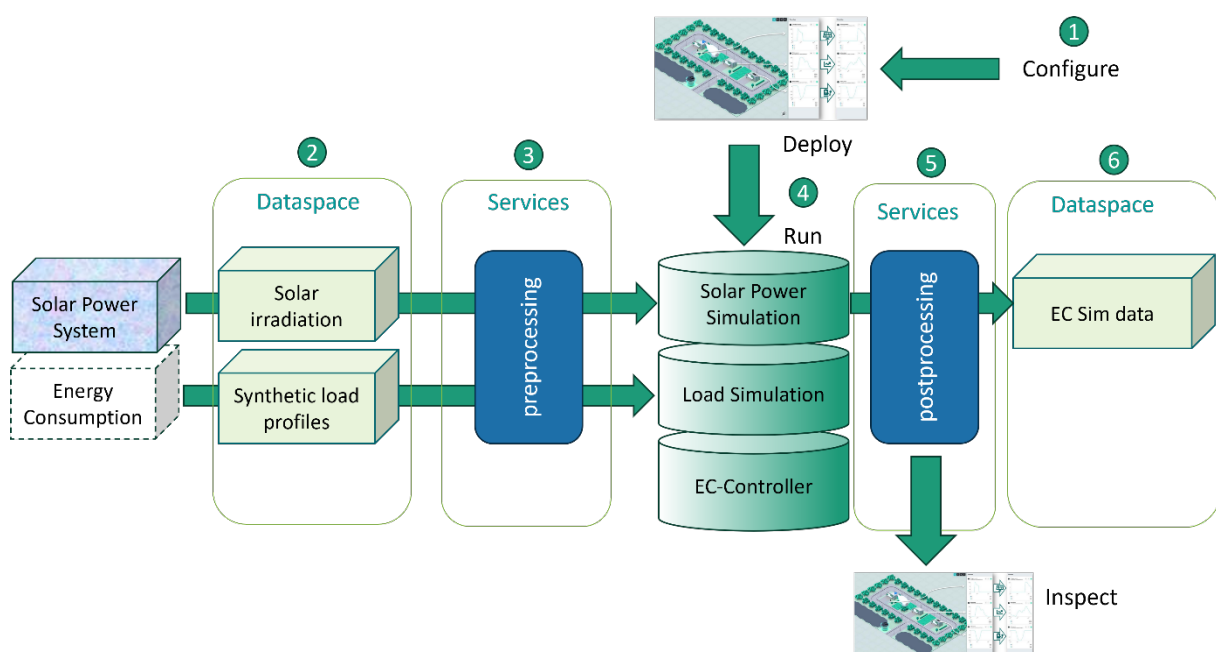 1
Configure
Deploy
2
3
4
5
6
Dataspace
Services
Run
Services
Dataspace
Solar Power
System
Solar
irradiation
preprocessing
Solar Power
Simulation
postprocessing
EC Sim data
Energy
Consumption
Synthetic load
profiles
Load Simulation
EC-Controller
Inspect